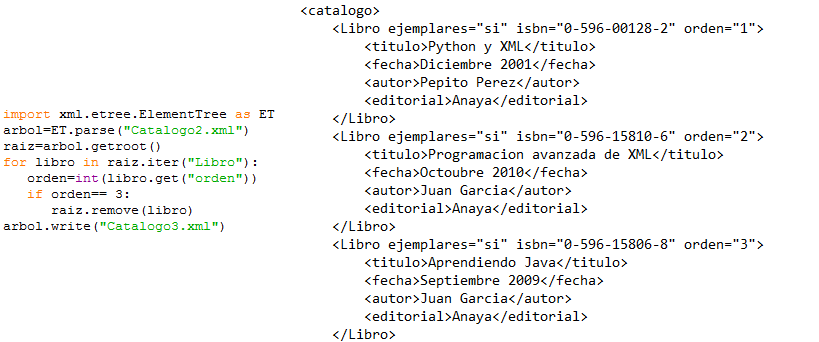 import xml.etree.ElementTree as ET
arbol=ET.parse("Catalogo2.xml")
raiz=arbol.getroot()
for libro in raiz.iter("Libro"):
   orden=int(libro.get("orden"))
   if orden== 3:
      raiz.remove(libro)
arbol.write("Catalogo3.xml")
<catalogo>
    <Libro ejemplares="si" isbn="0-596-00128-2" orden="1">
        <titulo>Python y XML</titulo>
        <fecha>Diciembre 2001</fecha>
        <autor>Pepito Perez</autor>
        <editorial>Anaya</editorial>
    </Libro>
    <Libro ejemplares="si" isbn="0-596-15810-6" orden="2">
        <titulo>Programacion avanzada de XML</titulo>
        <fecha>Octoubre 2010</fecha>
        <autor>Juan Garcia</autor>
        <editorial>Anaya</editorial>
    </Libro>
    <Libro ejemplares="si" isbn="0-596-15806-8" orden="3">
        <titulo>Aprendiendo Java</titulo>
        <fecha>Septiembre 2009</fecha>
        <autor>Juan Garcia</autor>
        <editorial>Anaya</editorial>
    </Libro>